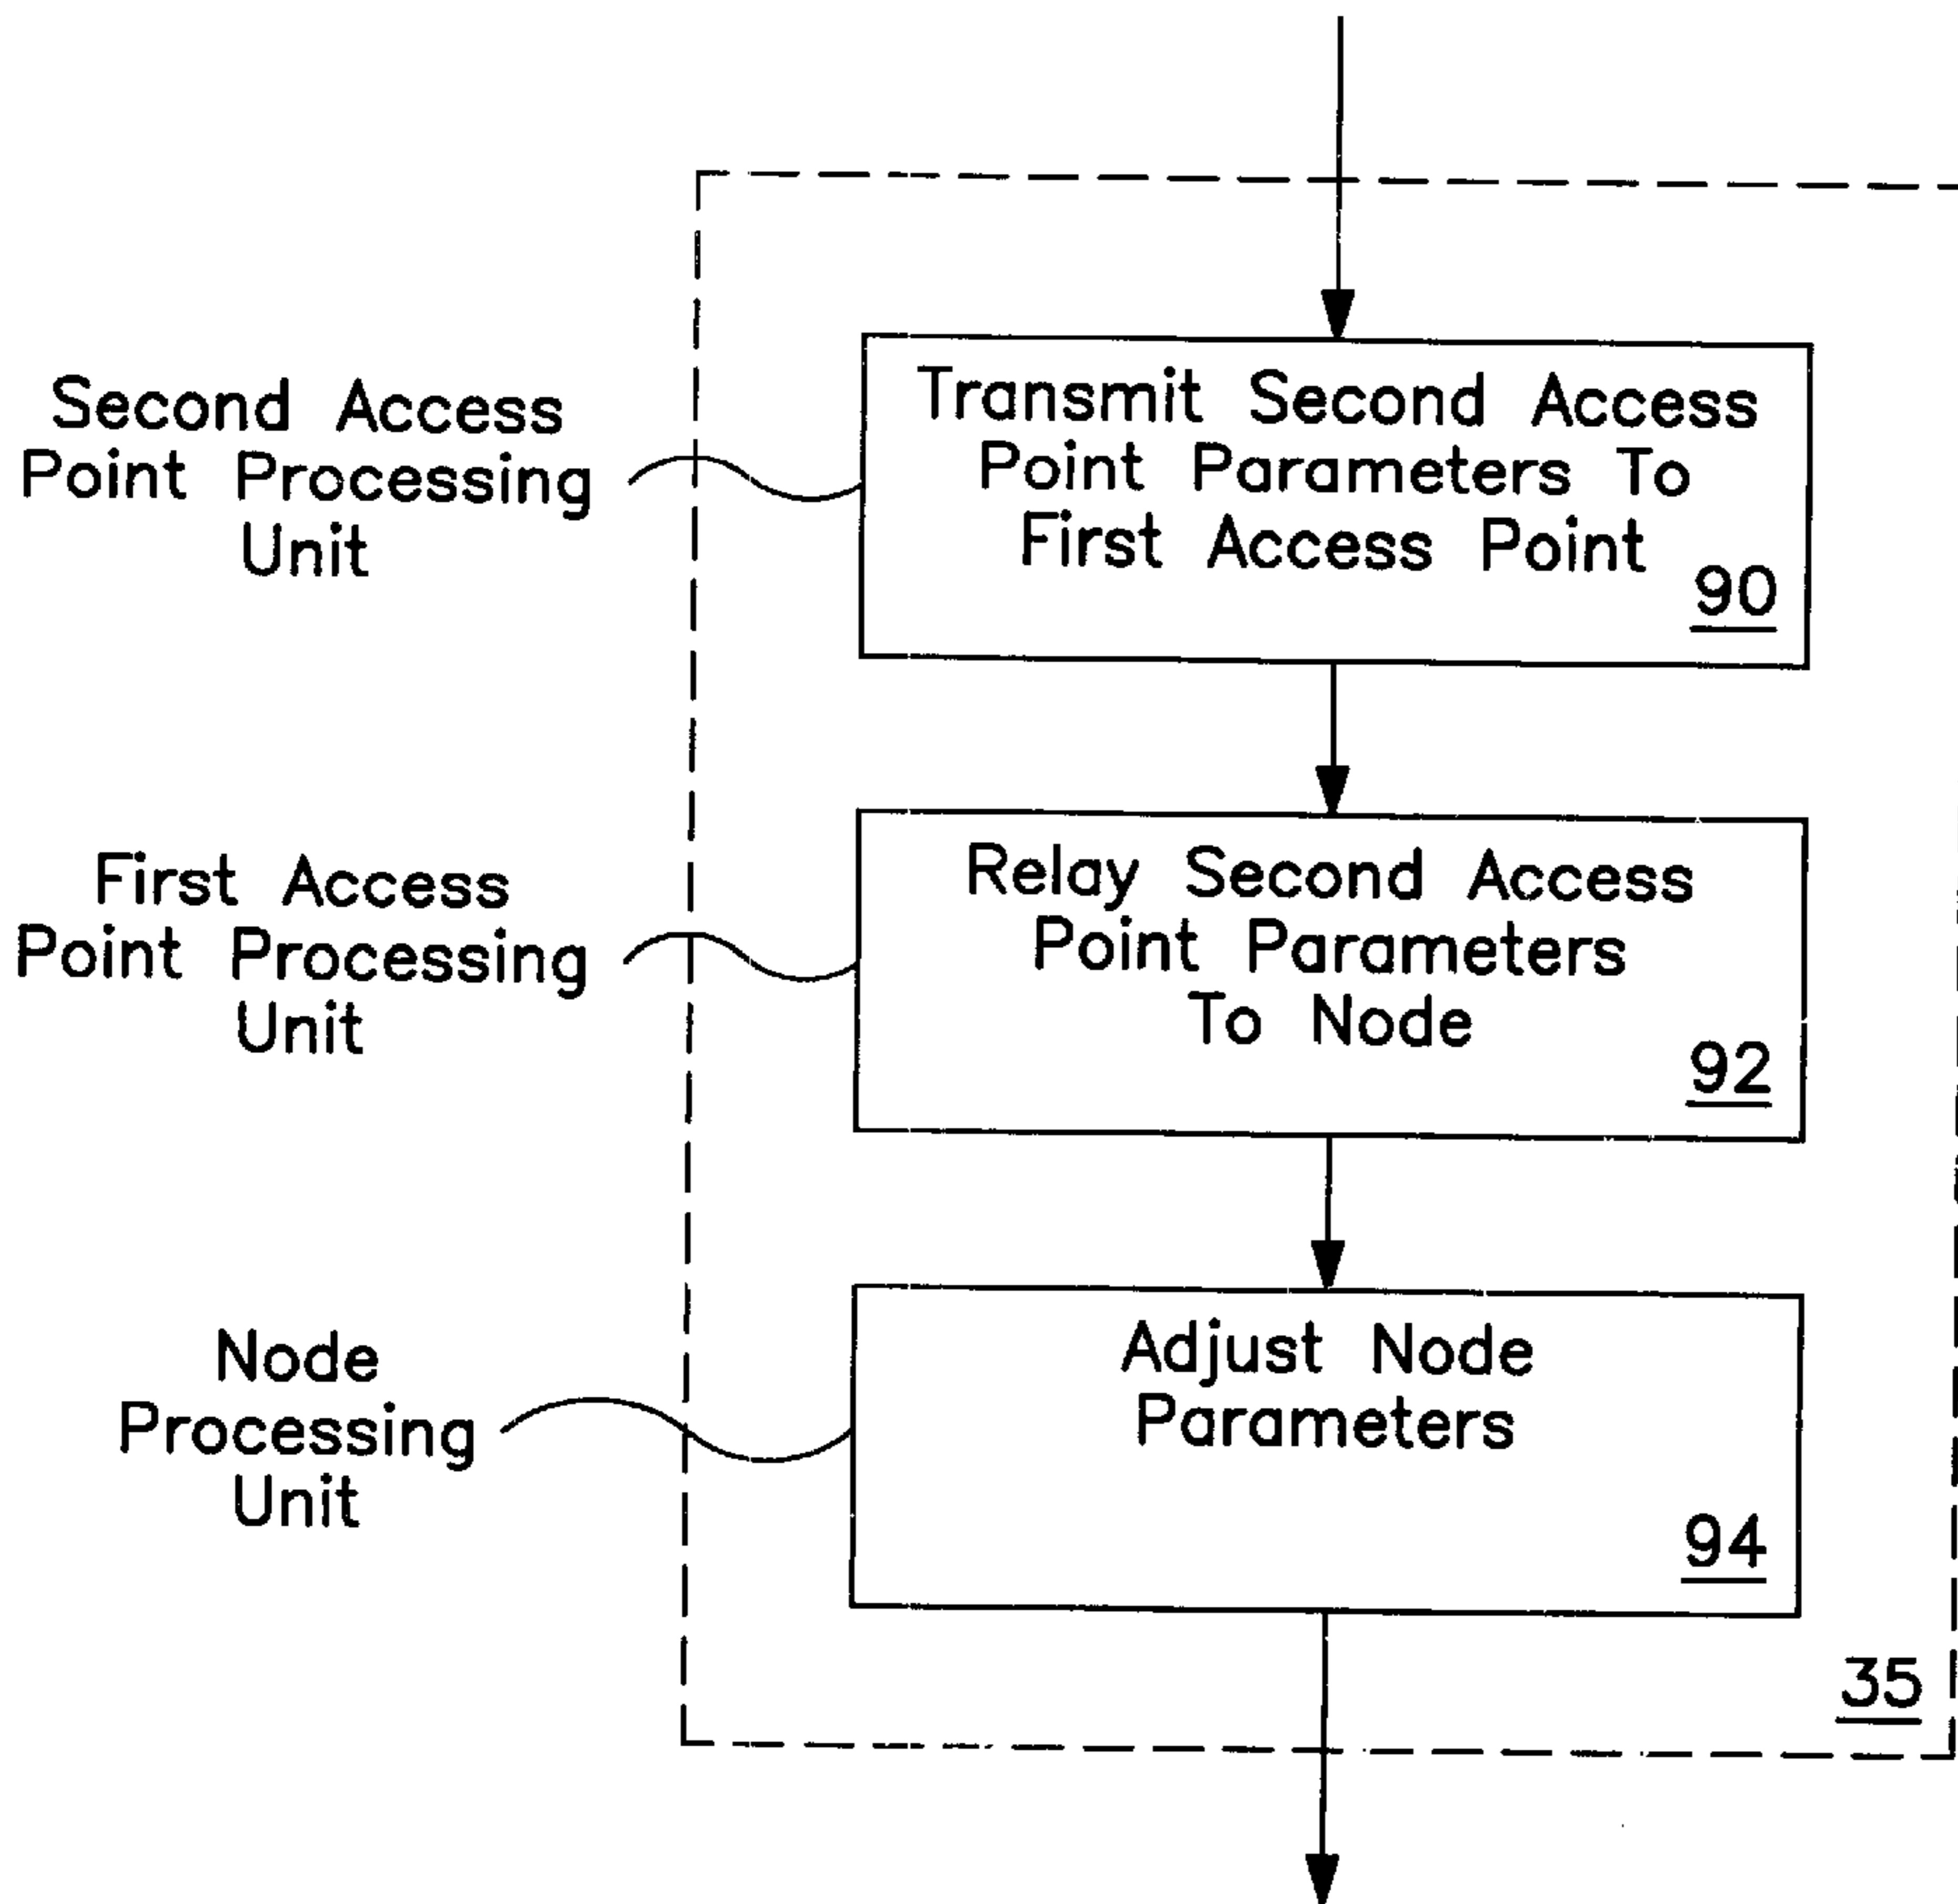 Second Access
Point Processing
Unit
Transmit Second Access
Point Parameters To
First Access Point
90
First Access
Point Processing
Unit
Relay Second Access
Point Parameters
To Node
92
Node
Processing
Unit
Adjust Node
Parameters
94
35